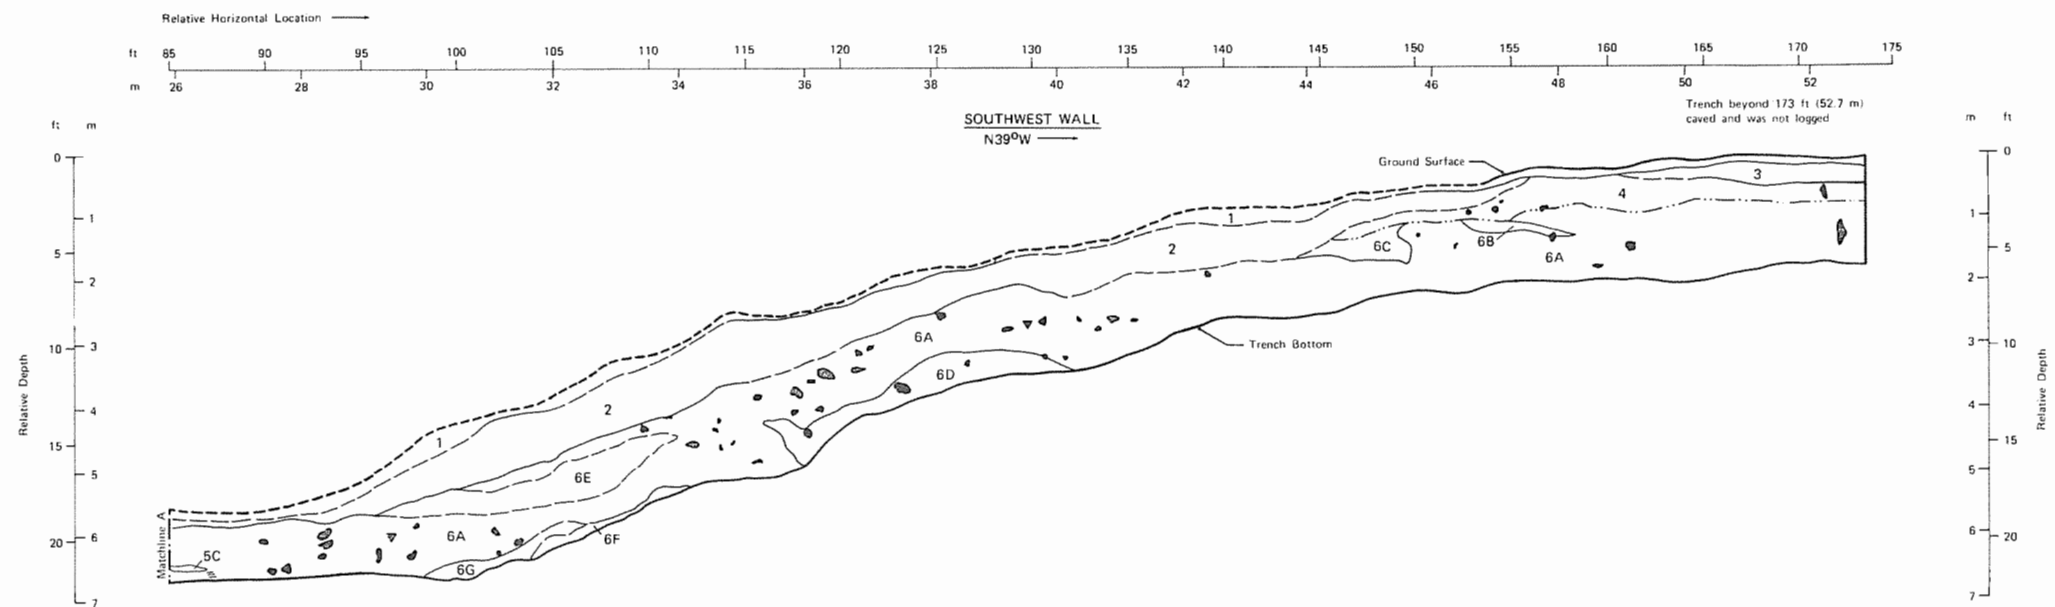 Relative Horizontal Location
ft 85 90 95 100 105 110 115 120 125 130 135 140 145 150 155 160 165 170 175
m 26 28 30 32 34 36 38 40 42 44 46 48 50 52
Trench beyond 173 ft (52.7 m)
caved and was not logged
SOUTHWEST WALL
N39°W
ft m
m ft
Ground Surface
0
0
3
4
1
1
1
2
5
5
6C
6B
6A
2
2
6A
Trench Bottom
10 3
3 10
6D
Relative Depth
Relative Depth
2
4
4
1
15
15
5
5
6E
Matchline A
6A
6F
20 6
6 20
5C
6G
7
7